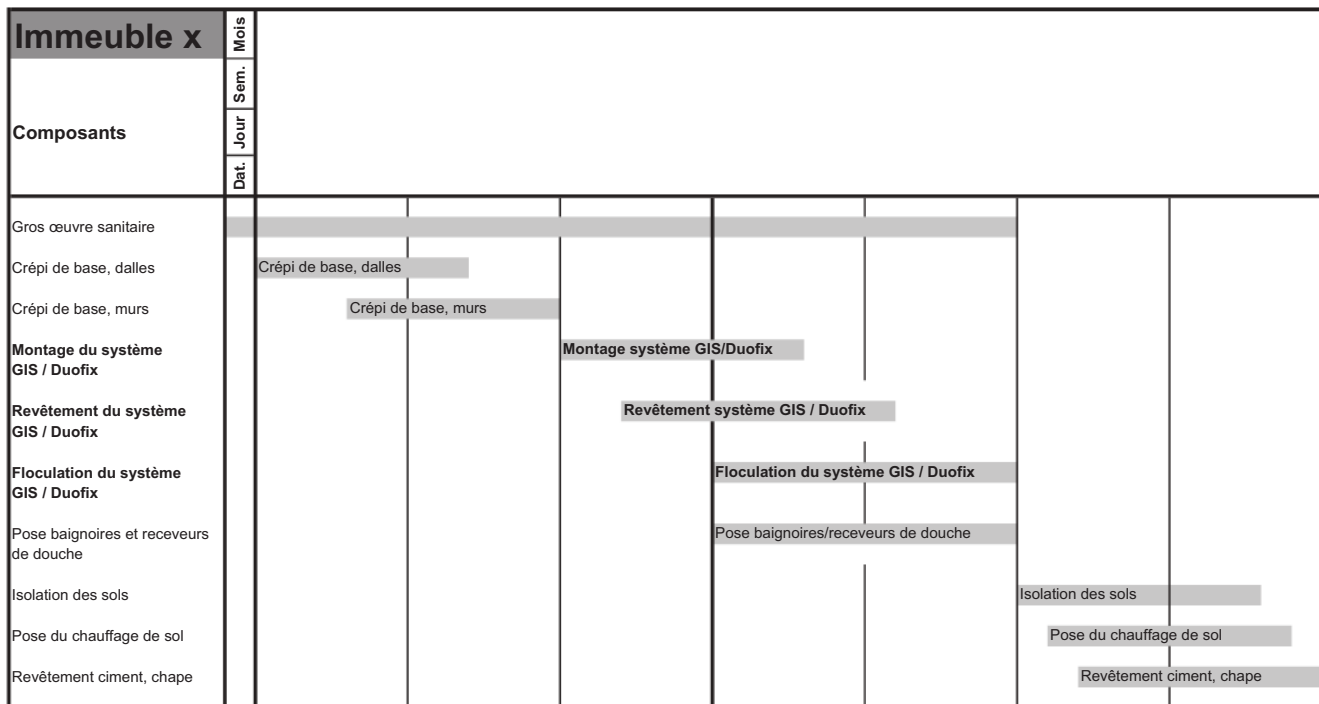 Immeuble x
Mois
Sem.
Jour
Dat.
Composants
Gros œuvre sanitaire
Crépi de base, dalles
Crépi de base, dalles
Crépi de base, murs
Crépi de base, murs
Montage du système
GIS / Duofix
Montage système GIS/Duofix
Revêtement du système
GIS / Duofix
Revêtement système GIS / Duofix
Floculation du système
GIS / Duofix
Floculation du système GIS / Duofix
Pose baignoires et receveurs
de douche
Pose baignoires/receveurs de douche
Isolation des sols
Isolation des sols
Pose du chauffage de sol
Pose du chauffage de sol
Revêtement ciment, chape
Revêtement ciment, chape